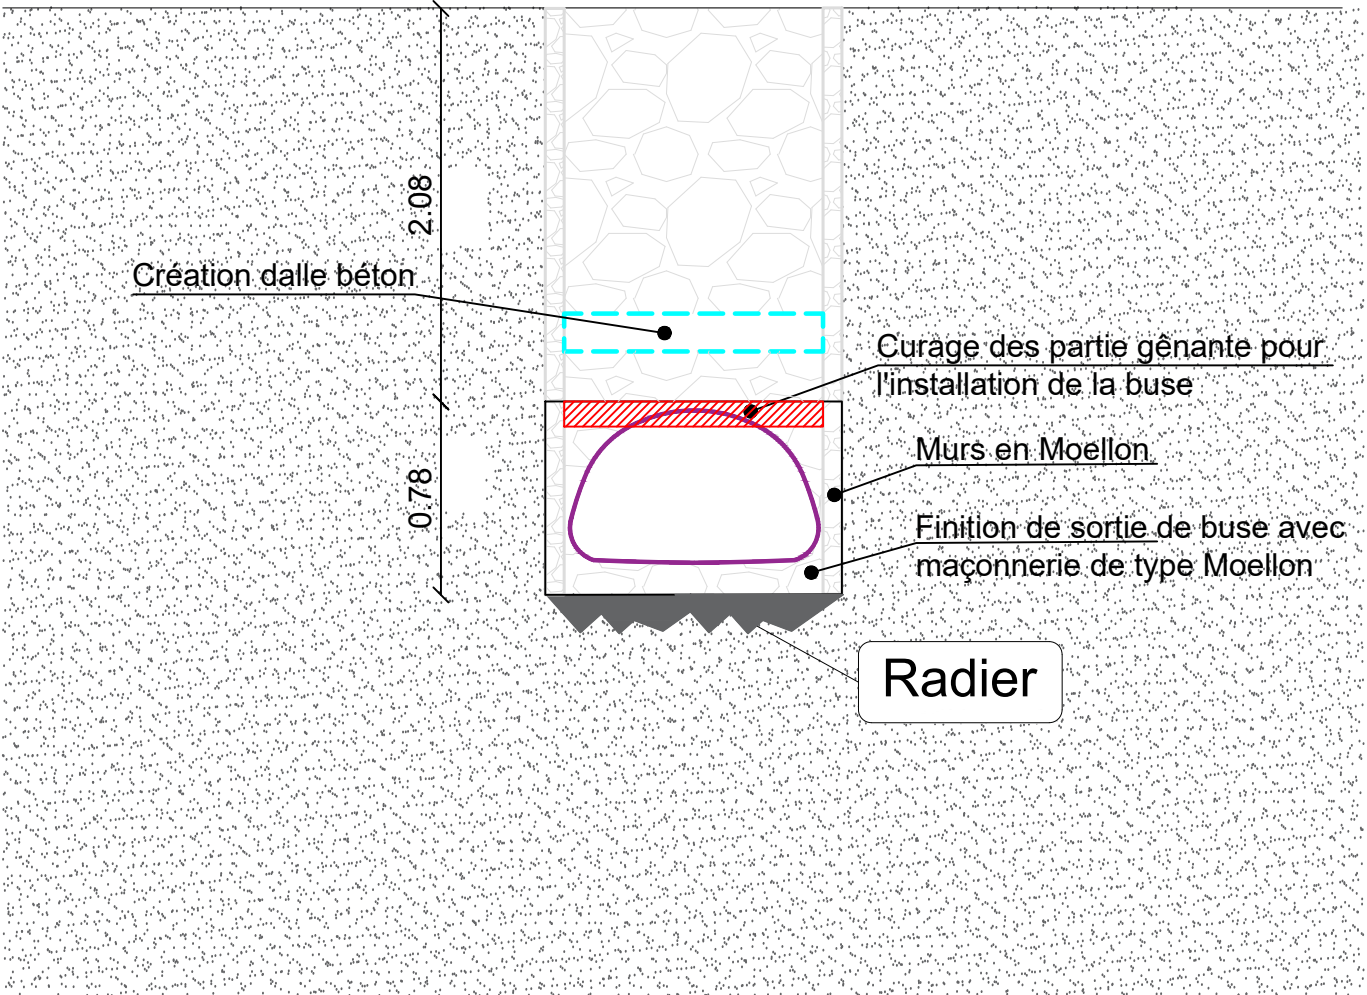 2.08
Création dalle béton
Curage des partie gênante pour
l'installation de la buse
Murs en Moellon
0.78
Finition de sortie de buse avec
maçonnerie de type Moellon
Radier